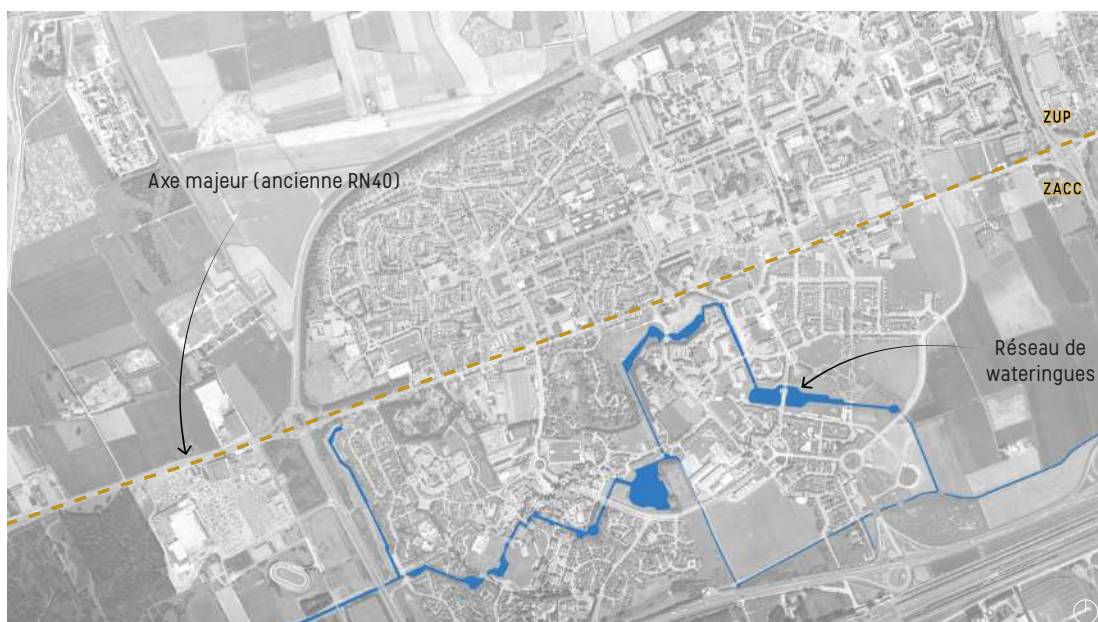 ZUP
Axe majeur (ancienne RN40)
ZACC
Réseau de
wateringues